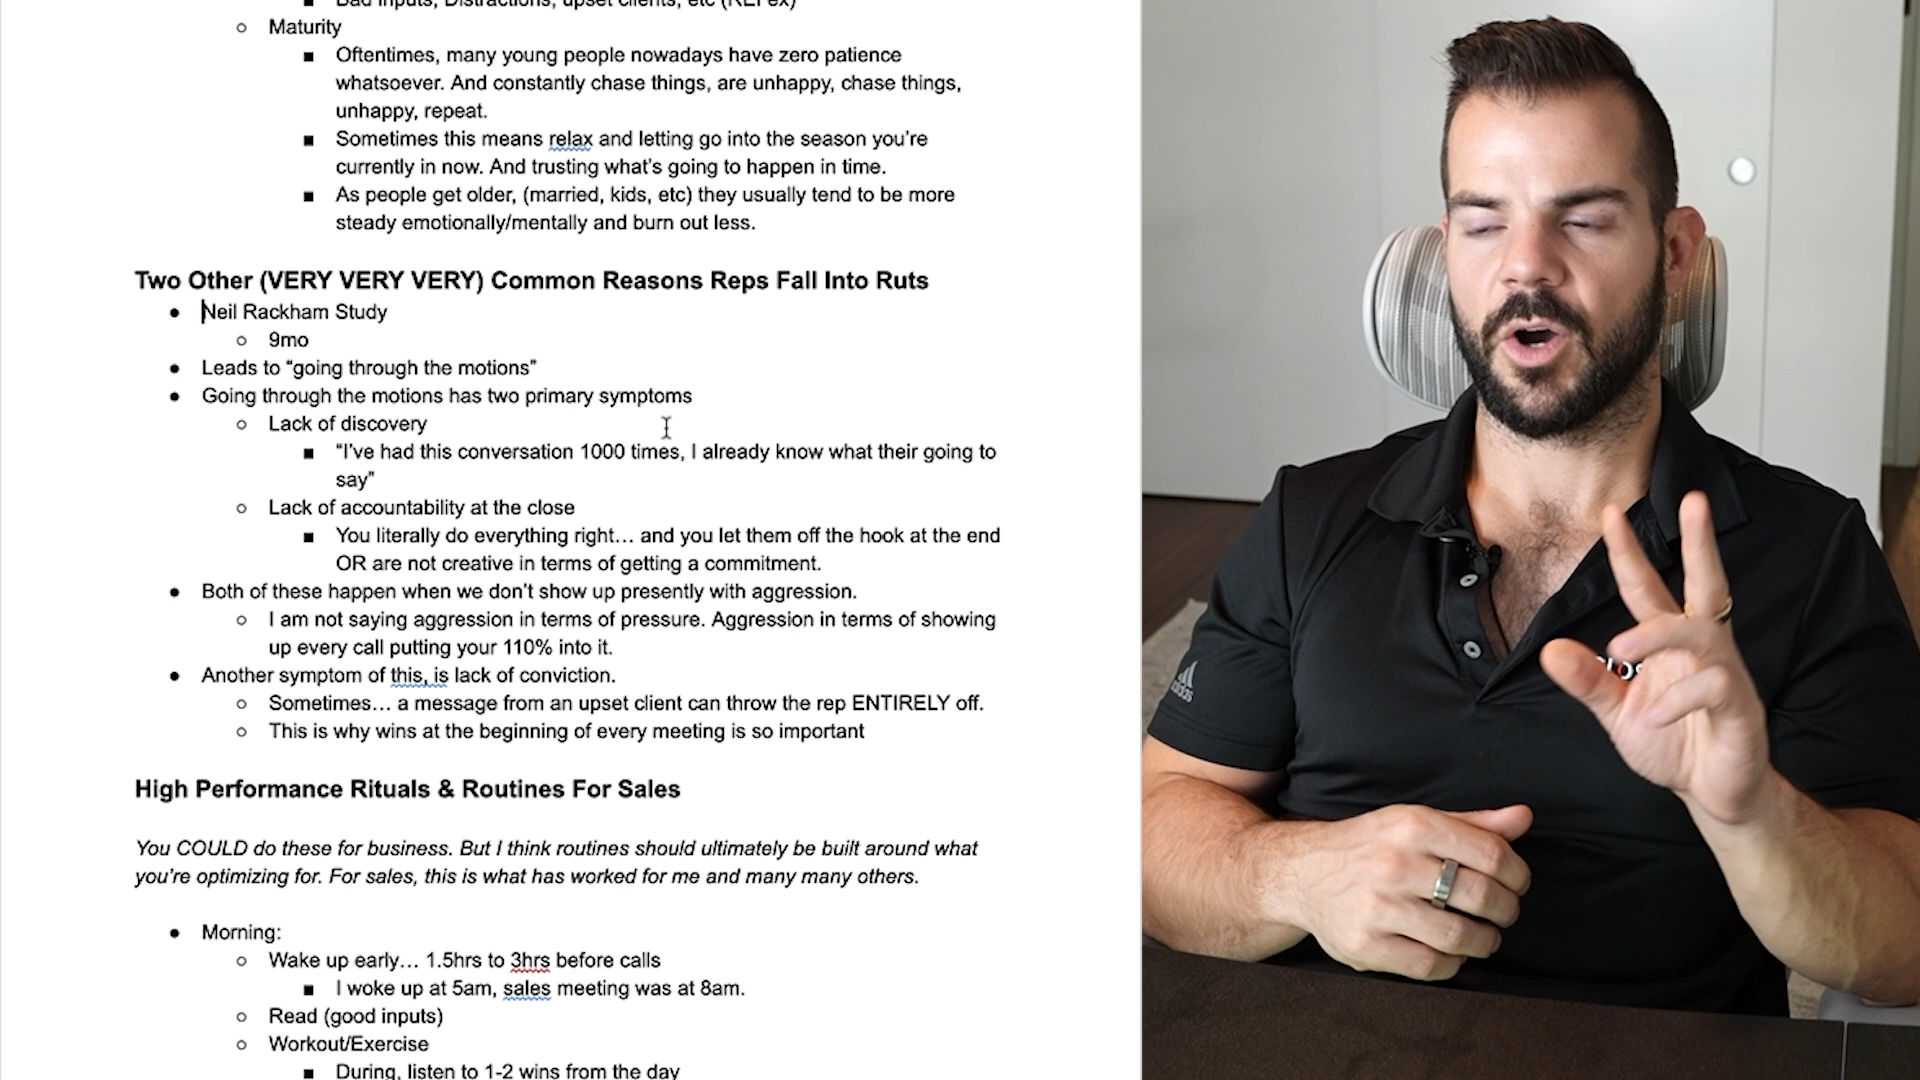 Bad inputs, Distractions, upset clients, etc (REPex)
Maturity
Oftentimes, many young people nowadays have zero patience
whatsoever. And constantly chase things, are unhappy, chase things,
unhappy, repeat.
Sometimes this means relax and letting go into the season you're
currently in now. And trusting what's going to happen in time.
As people get older, (married, kids, etc) they usually tend to be more
steady emotionally/mentally and burn out less.
Two Other (VERY VERY VERY) Common Reasons Reps Fall Into Ruts
Neil Rackham Study
9mo
Leads to “going through the motions”
Going through the motions has two primary symptoms
Lack of discovery
“I've had this conversation 1000 times, I already know what their going to
say”
Lack of accountability at the close
You literally do everything right… and you let them off the hook at the end
OR are not creative in terms of getting a commitment.
Both of these happen when we don't show up presently with aggression.
I am not saying aggression in terms of pressure. Aggression in terms of showing
up every call putting your 110% into it.
Another symptom of this, is lack of conviction.
Sometimes… a message from an upset client can throw the rep ENTIRELY off.
This is why wins at the beginning of every meeting is so important
High Performance Rituals & Routines For Sales
You COULD do these for business. But I think routines should ultimately be built around what
you're optimizing for. For sales, this is what has worked for me and many many others.
Morning:
Wake up early… 1.5hrs to 3hrs before calls
I woke up at 5am, sales meeting was at 8am.
Read (good inputs)
Workout/Exercise
During, listen to 1-2 wins from the day
adidas